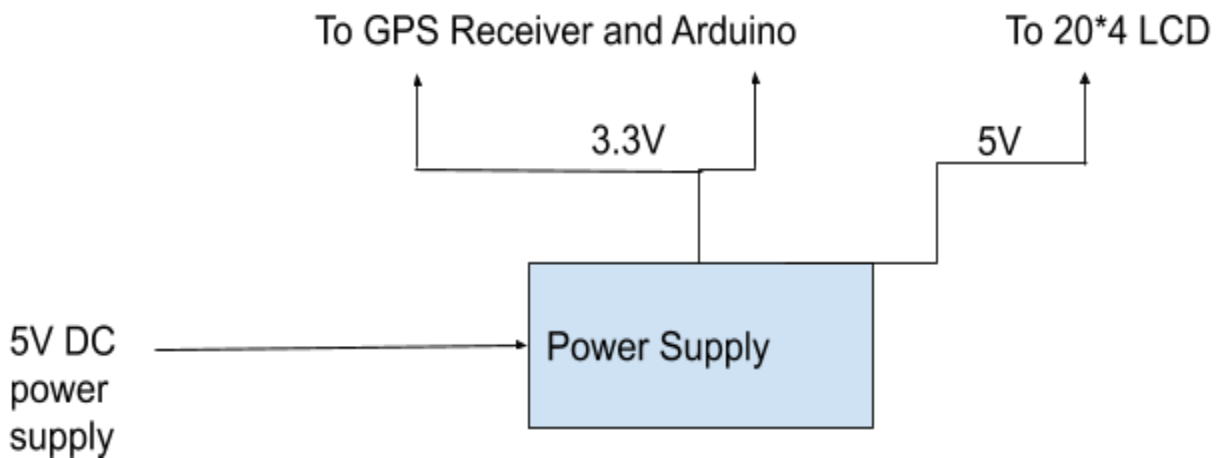 To GPS Receiver and Arduino
To 20*4 LCD
3.3V
5V
Power Supply
5V DC
power
supply